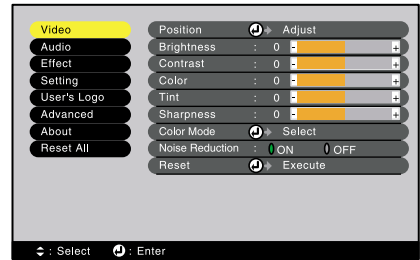 Video
Audio
Effect
Setting
User's Logo
Advanced
About
Reset All
Position Adjust
Brightness : 0 - +
Contrast : 0 - +
Color : 0 - +
Tint : 0 - +
Sharpness : 0 - +
Color Mode Select
Noise Reduction : ON OFF
Reset Execute
: Select : Enter